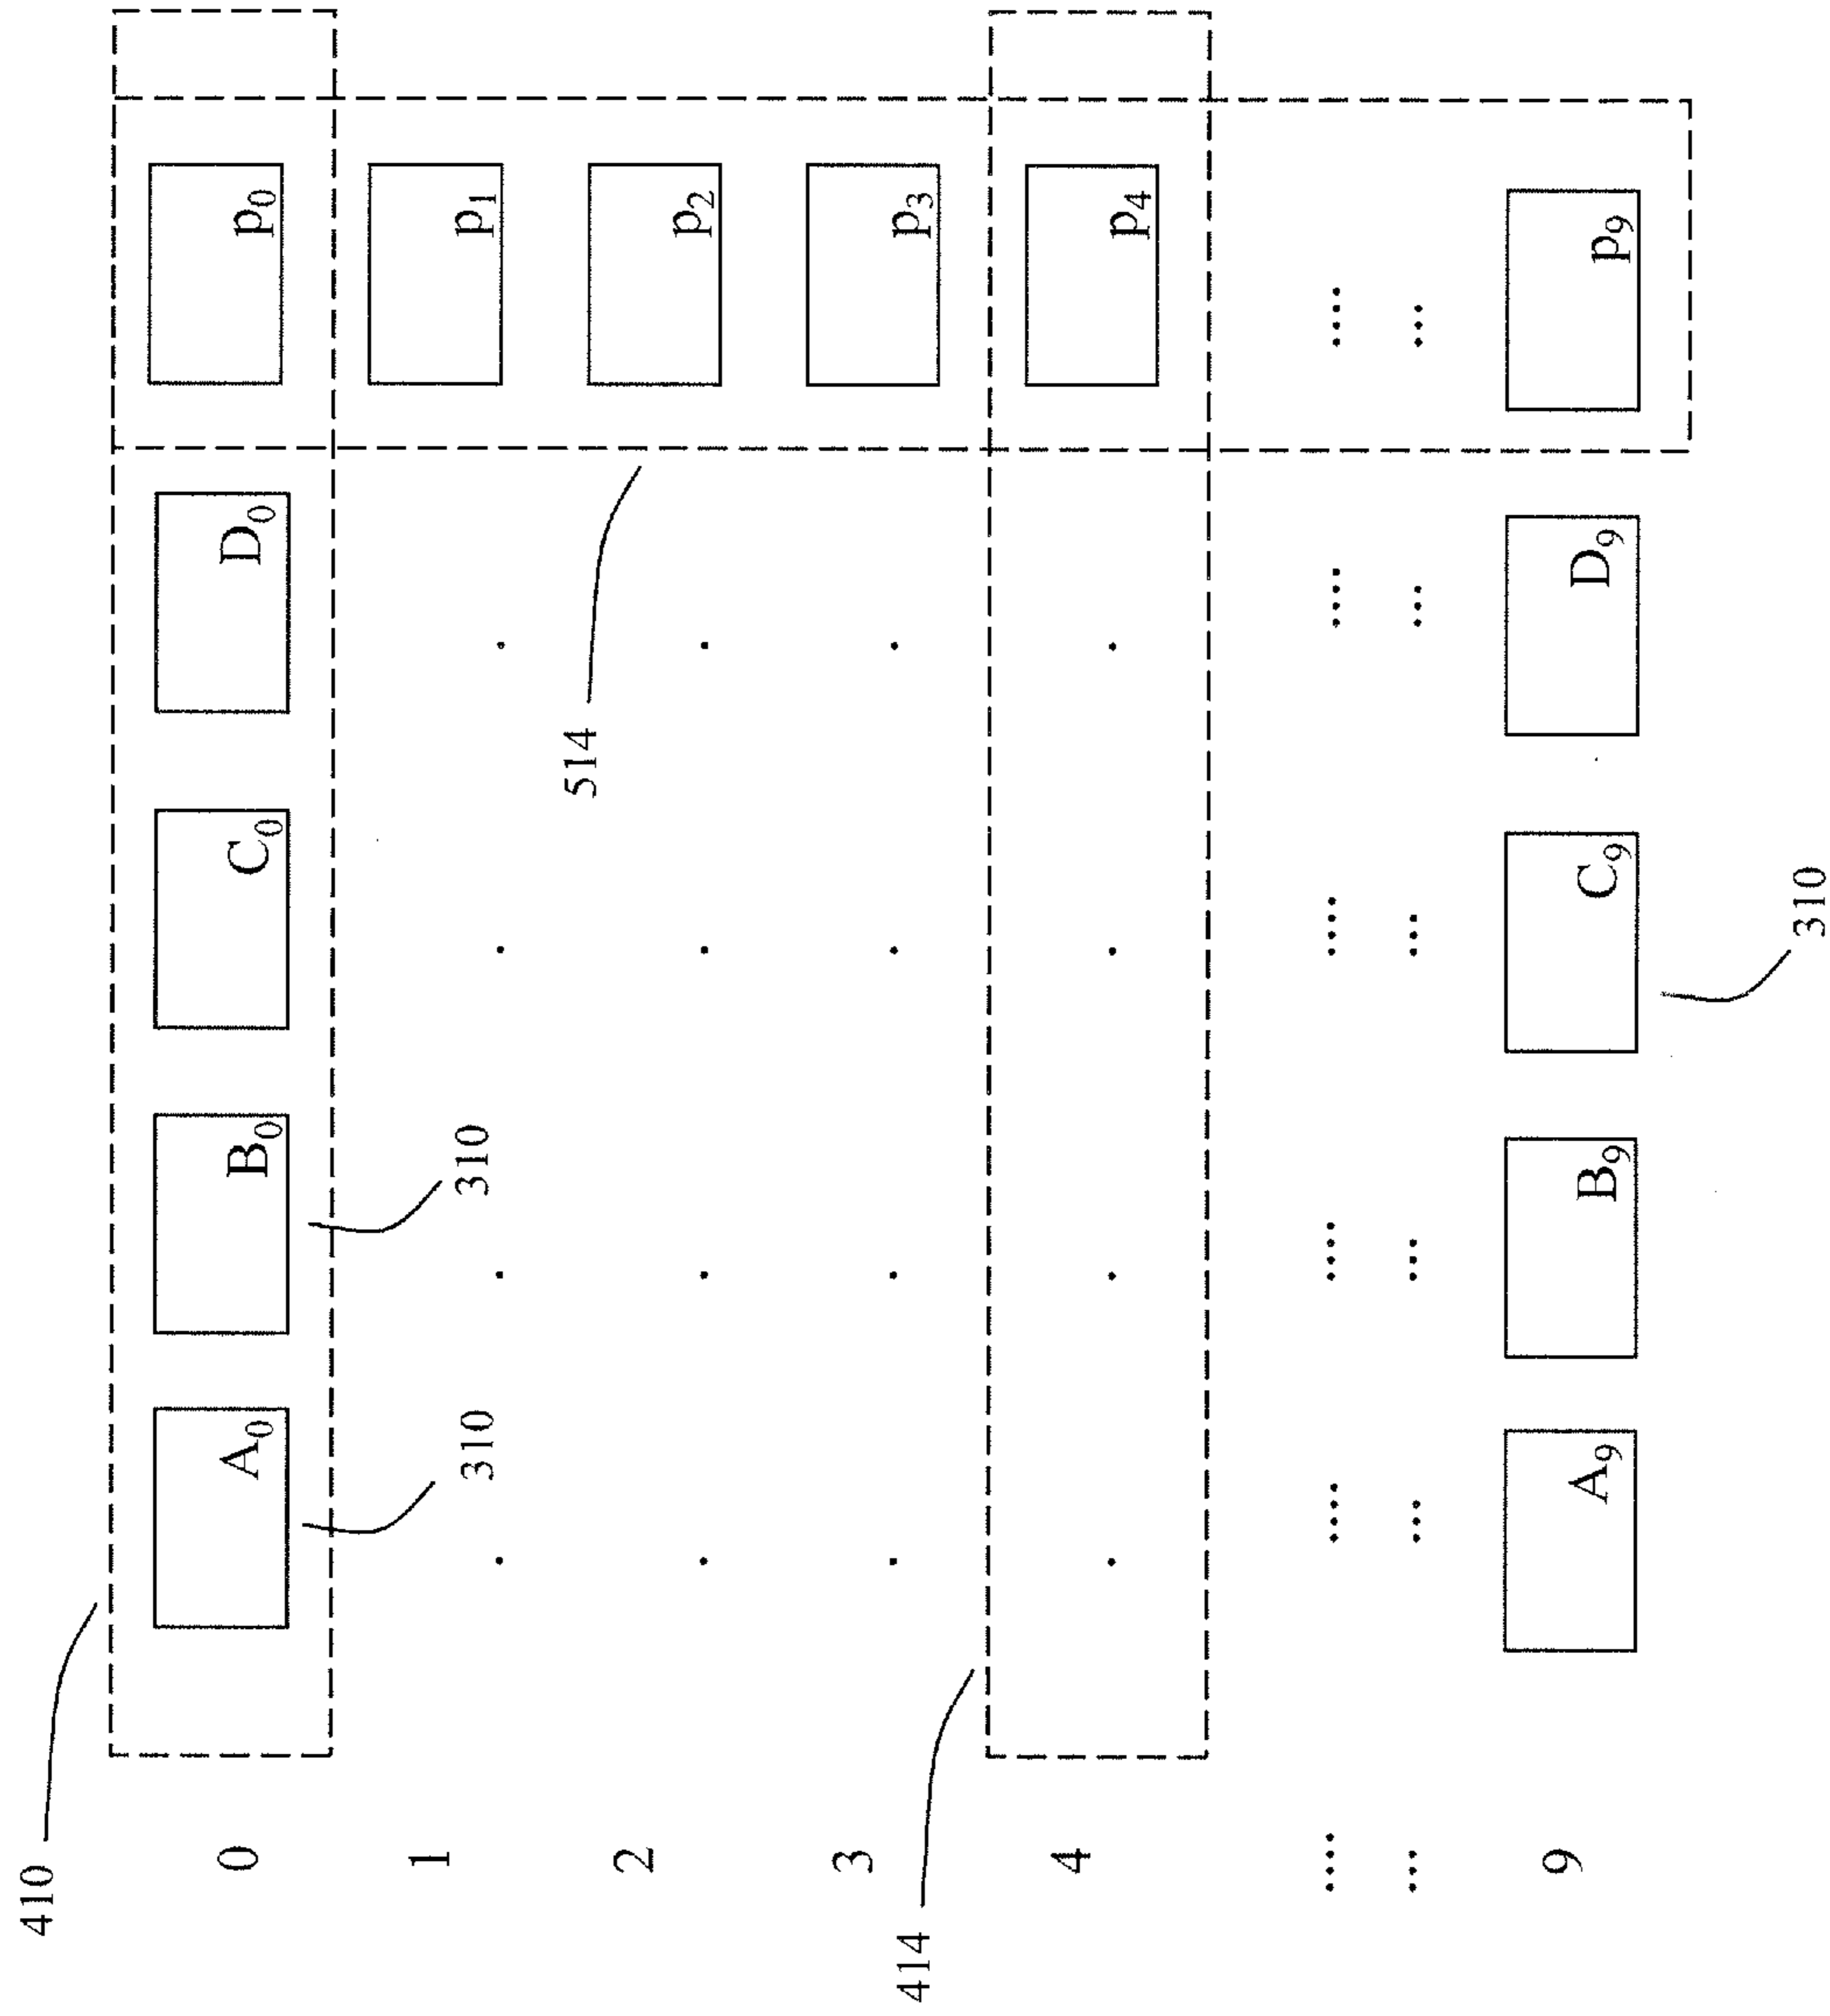 410
0 A₀ B₀ C₀ D₀ p₀
1 . . . . p₁
310 310
514
2 . . . . p₂
3 . . . . p₃
414
4 . . . . p₄
.... .... .... .... .... ....
... ... ... ... ... ...
9 A₉ B₉ C₉ D₉ p₉
310